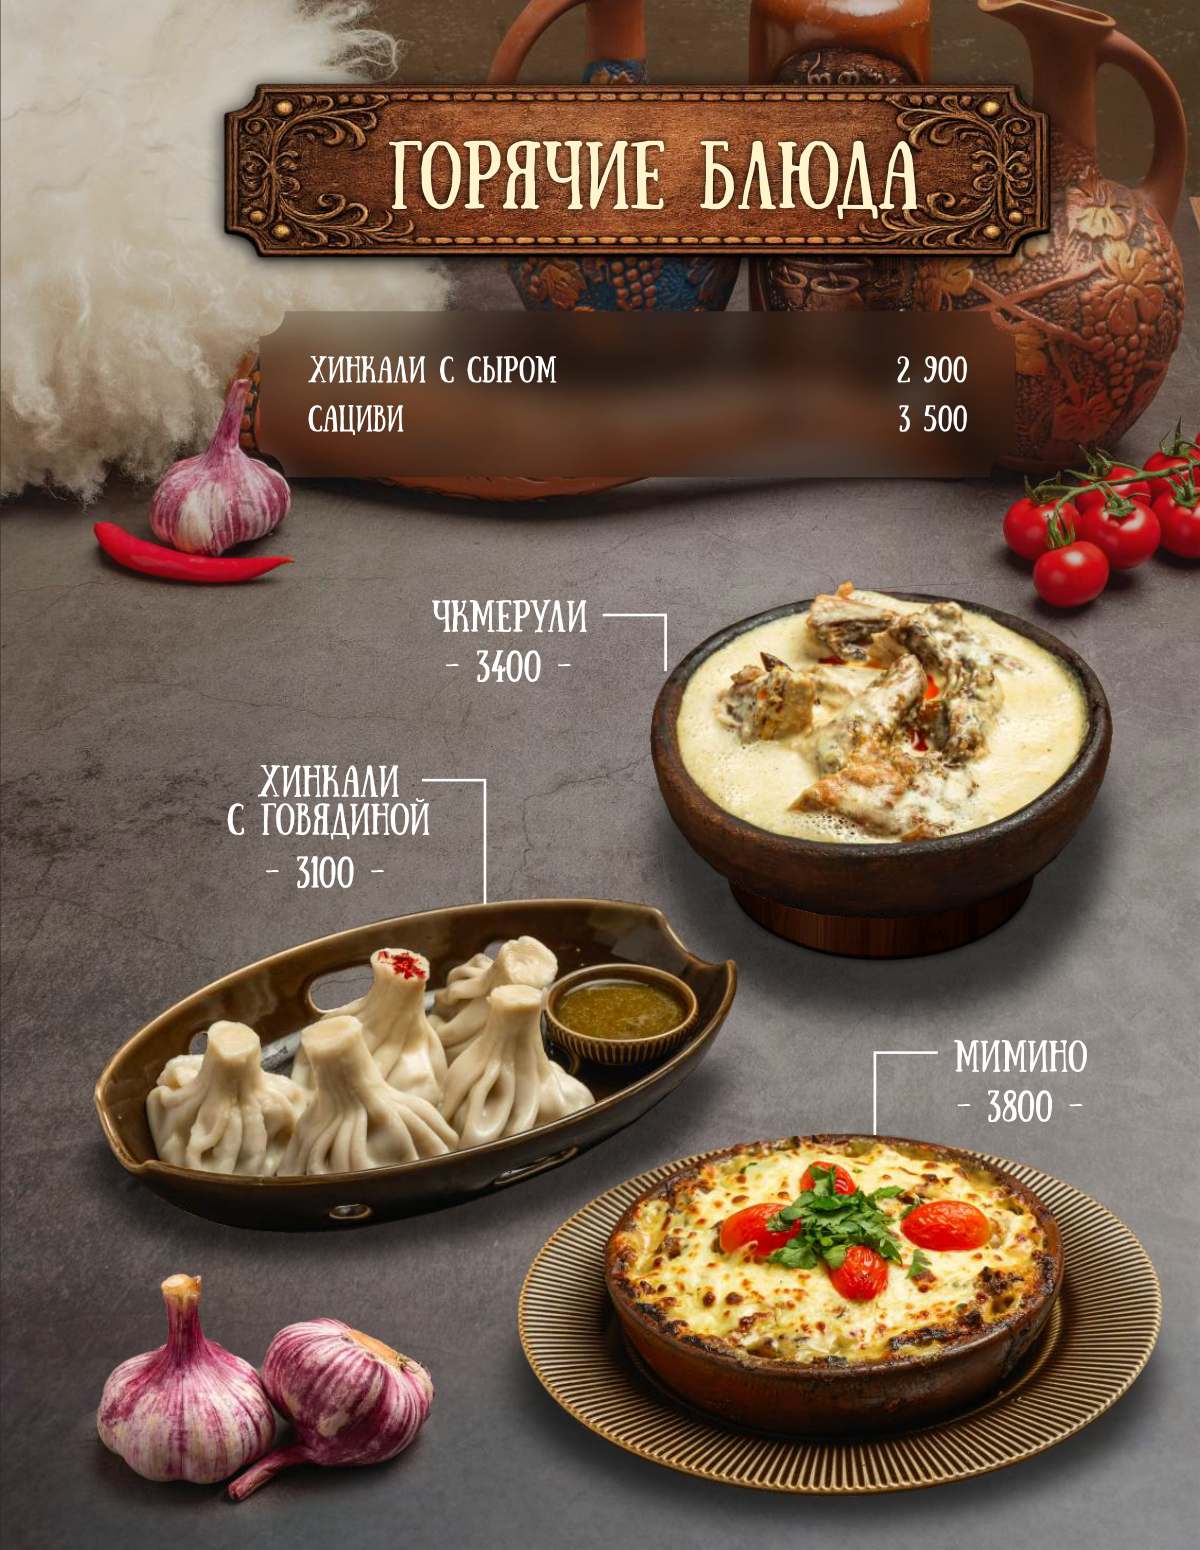 ГОРЯЧИЕ БЛЮДА
ХИНКАЛИ С СЫРОМ 2 900
САЦИВИ 3 500
ЧКМЕРУЛИ
- 3400 -
ХИНКАЛИ
С ГОВЯДИНОЙ
- 3100 -
МИМИНО
- 3800 -